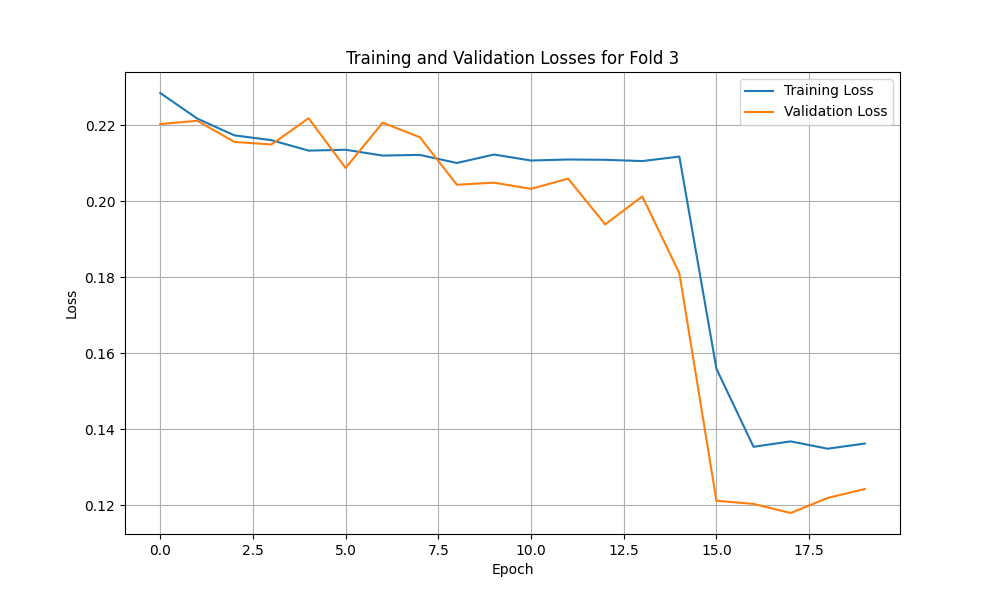 Training and Validation Losses for Fold 3
Training Loss
Validation Loss
Loss
0.22
0.20
0.18
0.16
0.14
0.12
0.0 2.5 5.0 7.5 10.0 12.5 15.0 17.5
Epoch